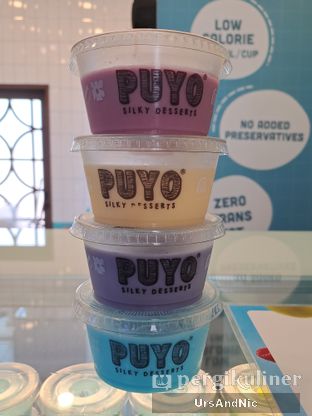 LOW
CALORIE
/CUP
NO ADDED
PRESERVATIVES
ZERO
PUYO
SILKY DESSERTS
PUYO
SILKY DESSERTS
PUYO
SILKY DESSERTS
PUYO
SILKY DESSERTS
pergikuliner
UrsAndNic